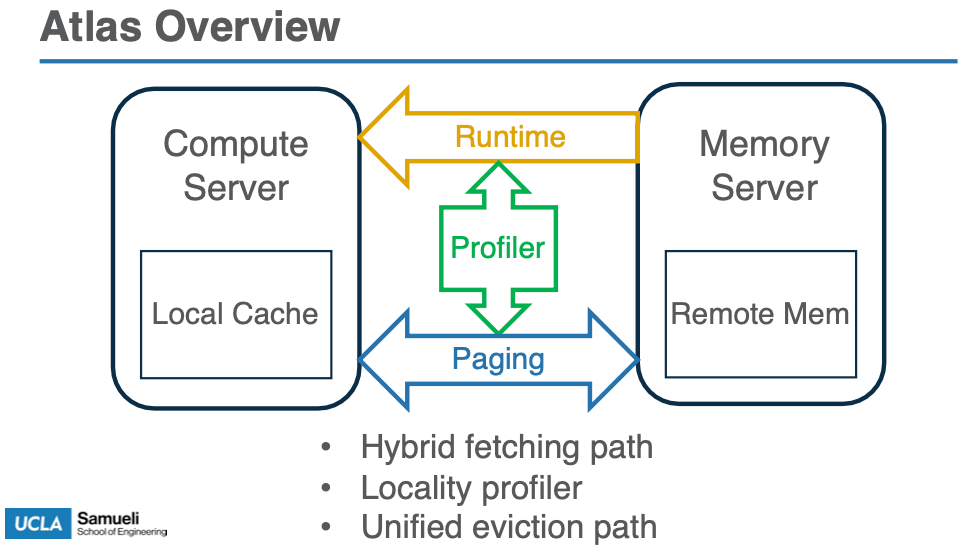 Atlas Overview
Compute
Server
Runtime
Memory
Server
Profiler
Local Cache
Remote Mem
Paging
• Hybrid fetching path
• Locality profiler
• Unified eviction path
UCLA
Samueli
School of Engineering